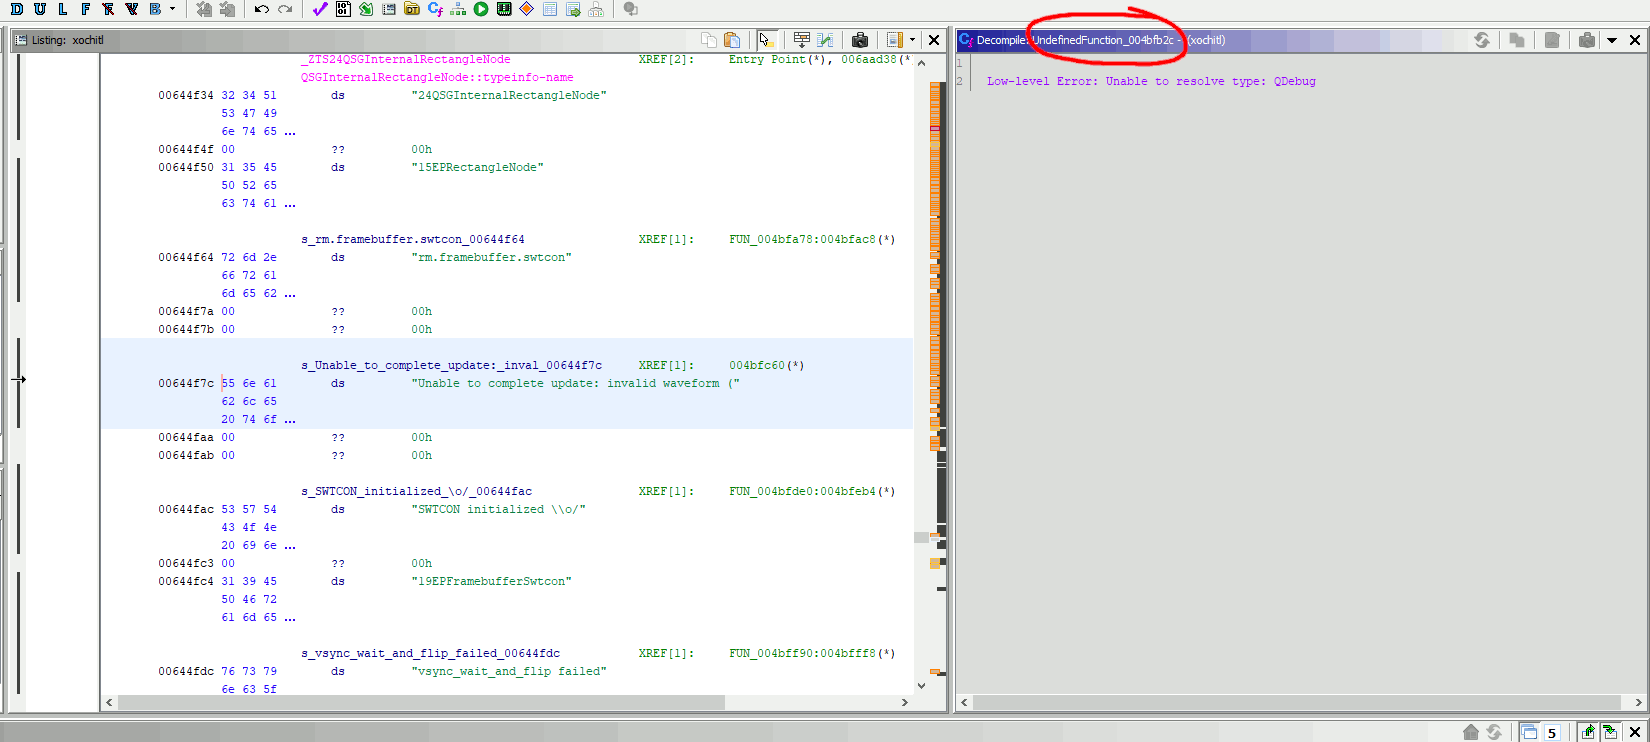 D U L F R V B
Listing: xochitl
_ZTS24QSGInternalRectangleNode XREF[2]: Entry Point(*), 006aad38(*
QSGInternalRectangleNode::typeinfo-name
00644f34 32 34 51 ds "24QSGInternalRectangleNode"
53 47 49
6e 74 65 ...
00644f4f 00 ?? 00h
00644f50 31 35 45 ds "15EPRectangleNode"
50 52 65
63 74 61 ...
s_rm.framebuffer.swtcon_00644f64 XREF[1]: FUN_004bfa78:004bfac8(*)
00644f64 72 6d 2e ds "rm.framebuffer.swtcon"
66 72 61
6d 65 62 ...
00644f7a 00 ?? 00h
00644f7b 00 ?? 00h
s_Unable_to_complete_update:_inval_00644f7c XREF[1]: 004bfc60(*)
00644f7c 55 6e 61 ds "Unable to complete update: invalid waveform ("
62 6c 65
20 74 6f ...
00644faa 00 ?? 00h
00644fab 00 ?? 00h
s_SWTCON_initialized_\o/_00644fac XREF[1]: FUN_004bfde0:004bfeb4(*)
00644fac 53 57 54 ds "SWTCON initialized \\o/"
43 4f 4e
20 69 6e ...
00644fc3 00 ?? 00h
00644fc4 31 39 45 ds "19EPFramebufferSwtcon"
50 46 72
61 6d 65 ...
s_vsync_wait_and_flip_failed_00644fdc XREF[1]: FUN_004bff90:004bfff8(*)
00644fdc 76 73 79 ds "vsync_wait_and_flip failed"
6e 63 5f
Decompile: UndefinedFunction_004bfb2c - (xochitl)
1
2 Low-level Error: Unable to resolve type: QDebug
5